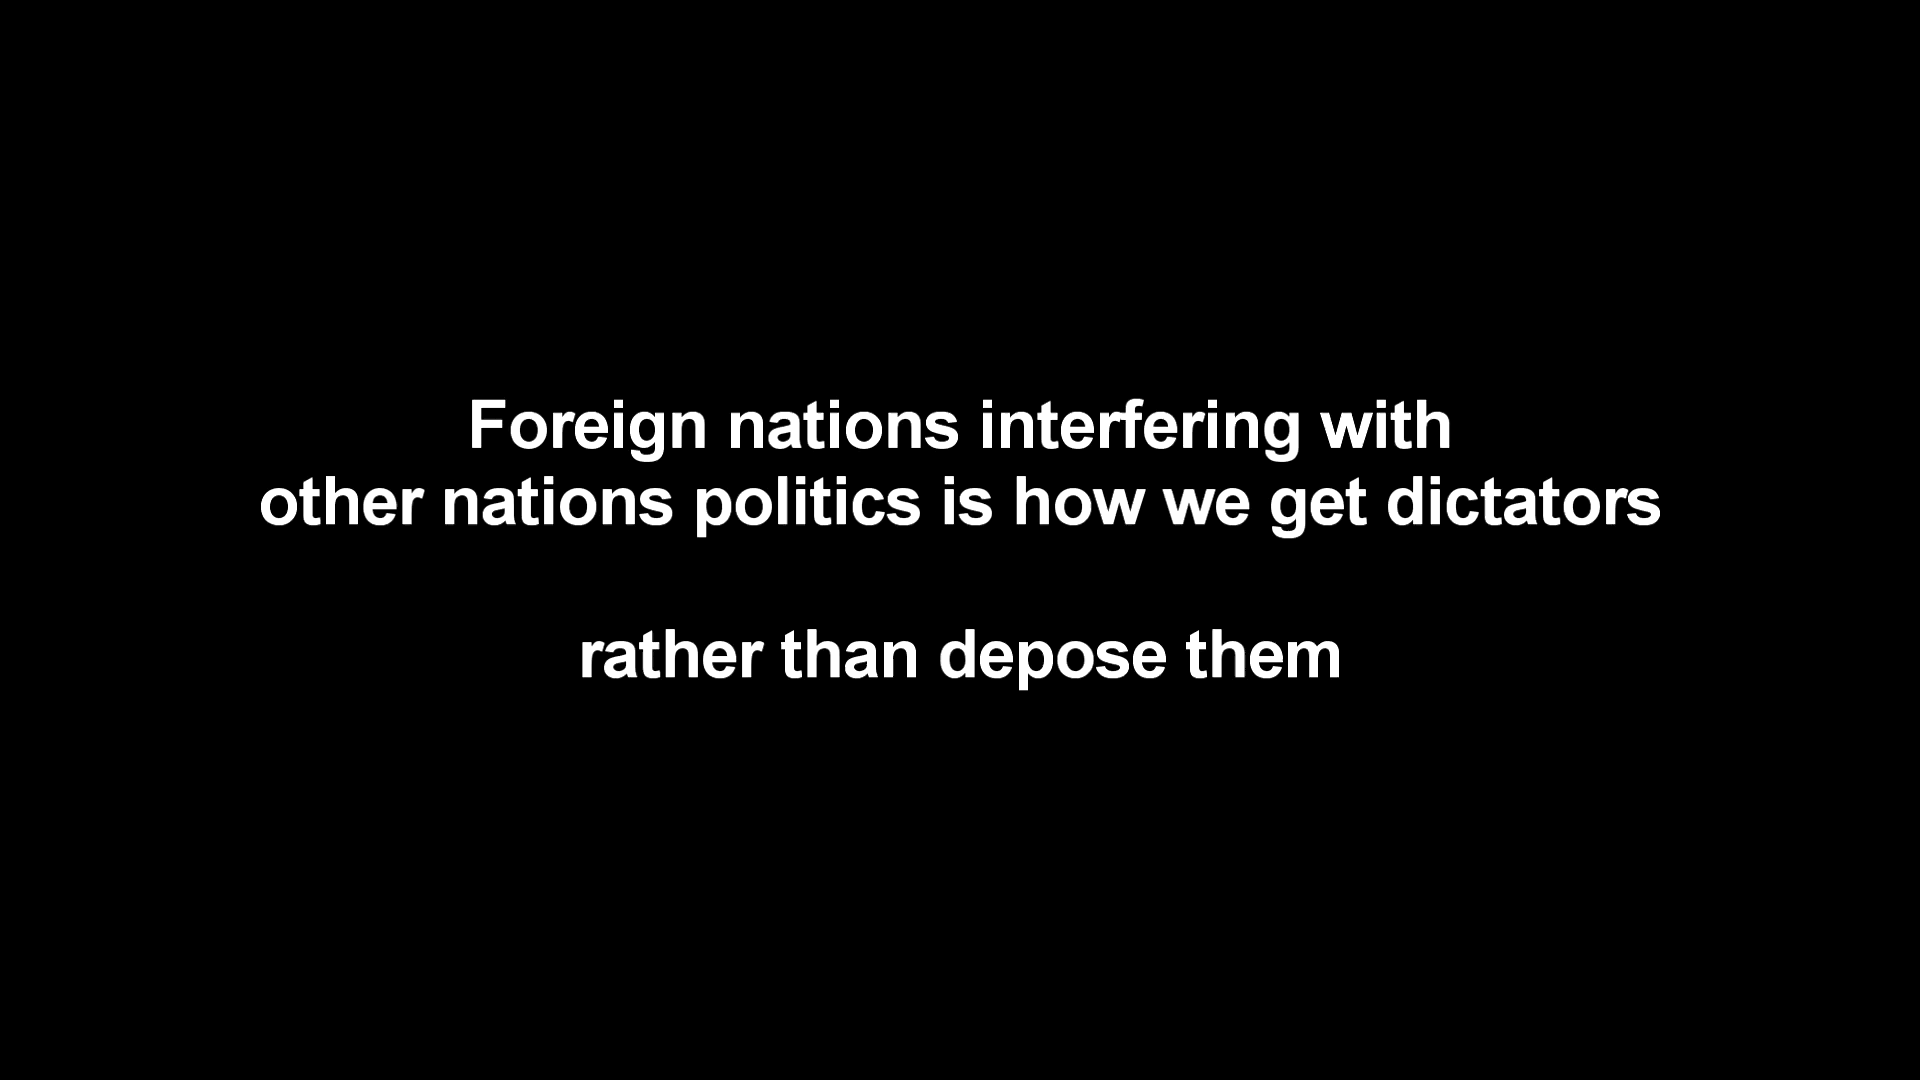 Foreign nations interfering with
other nations politics is how we get dictators
rather than depose them